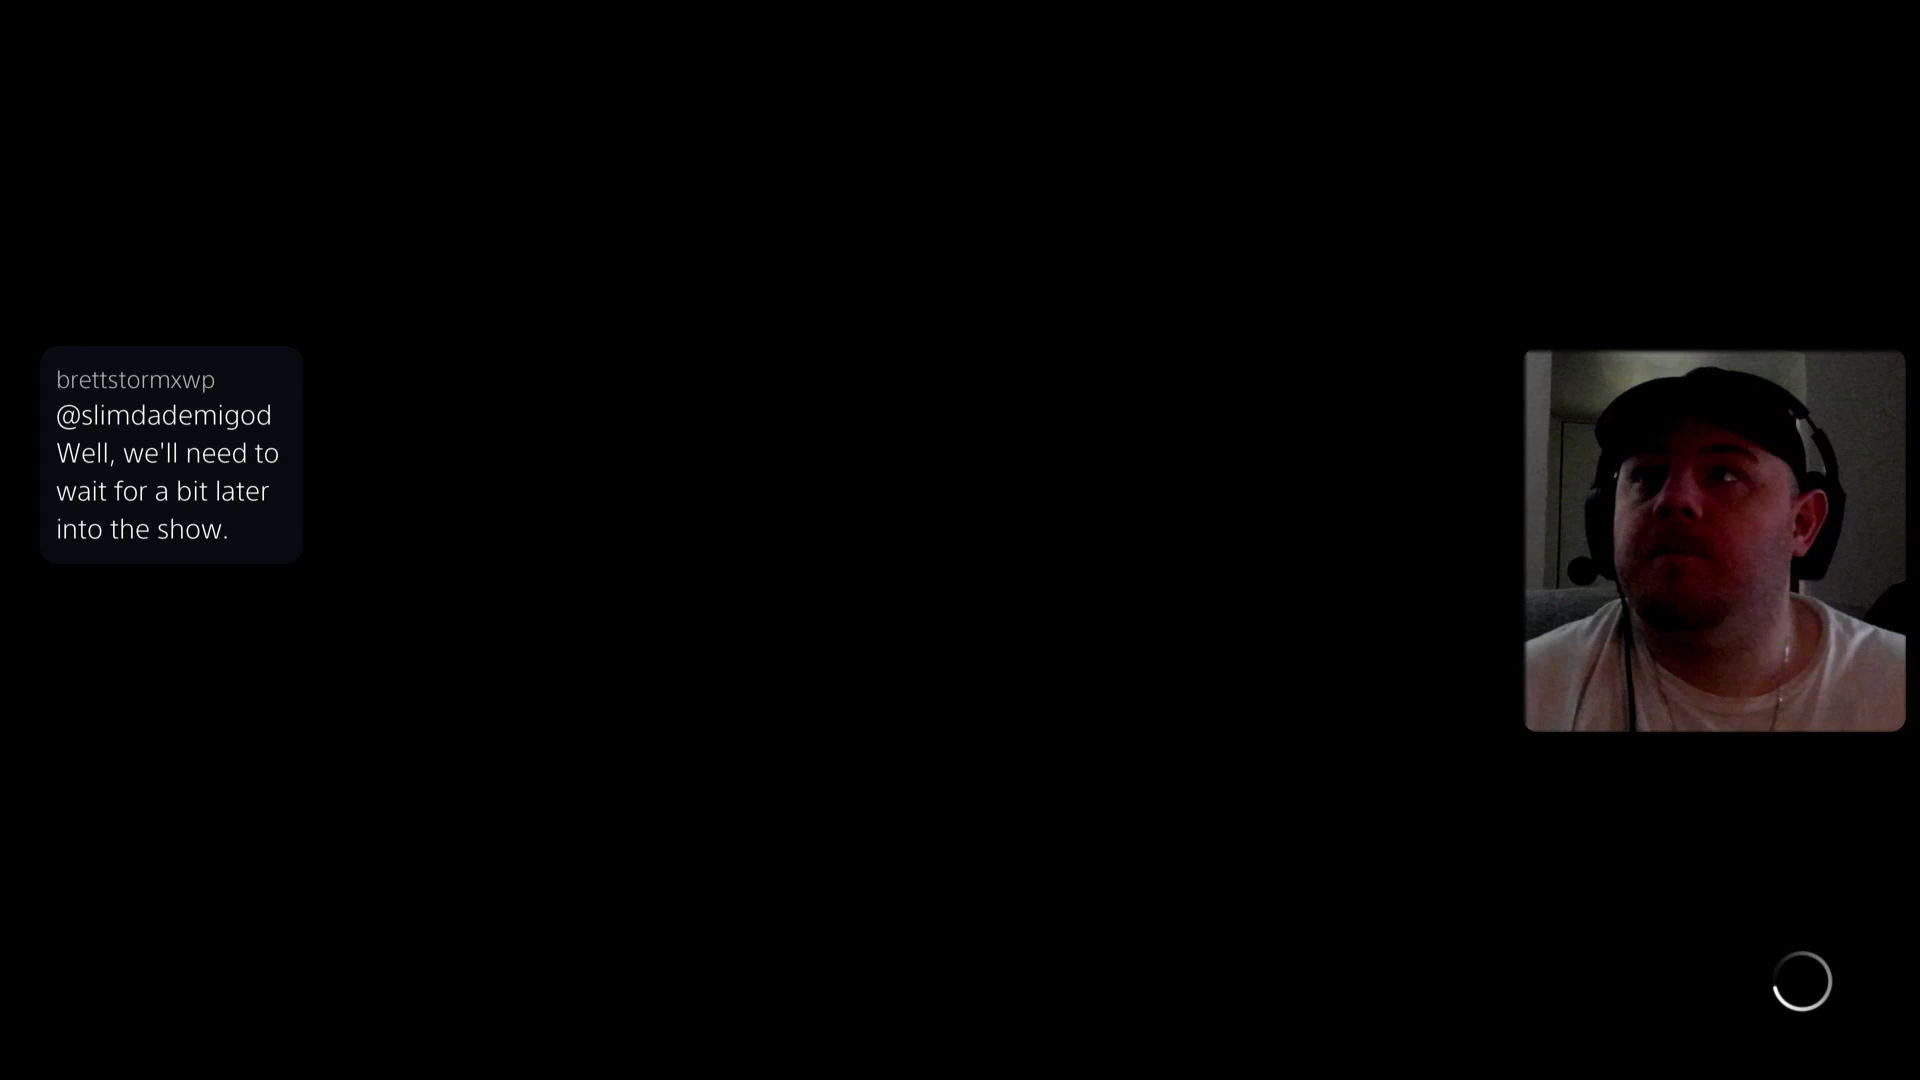 brettstormxwp
@slimdademigod
Well, we'll need to
wait for a bit later
into the show.